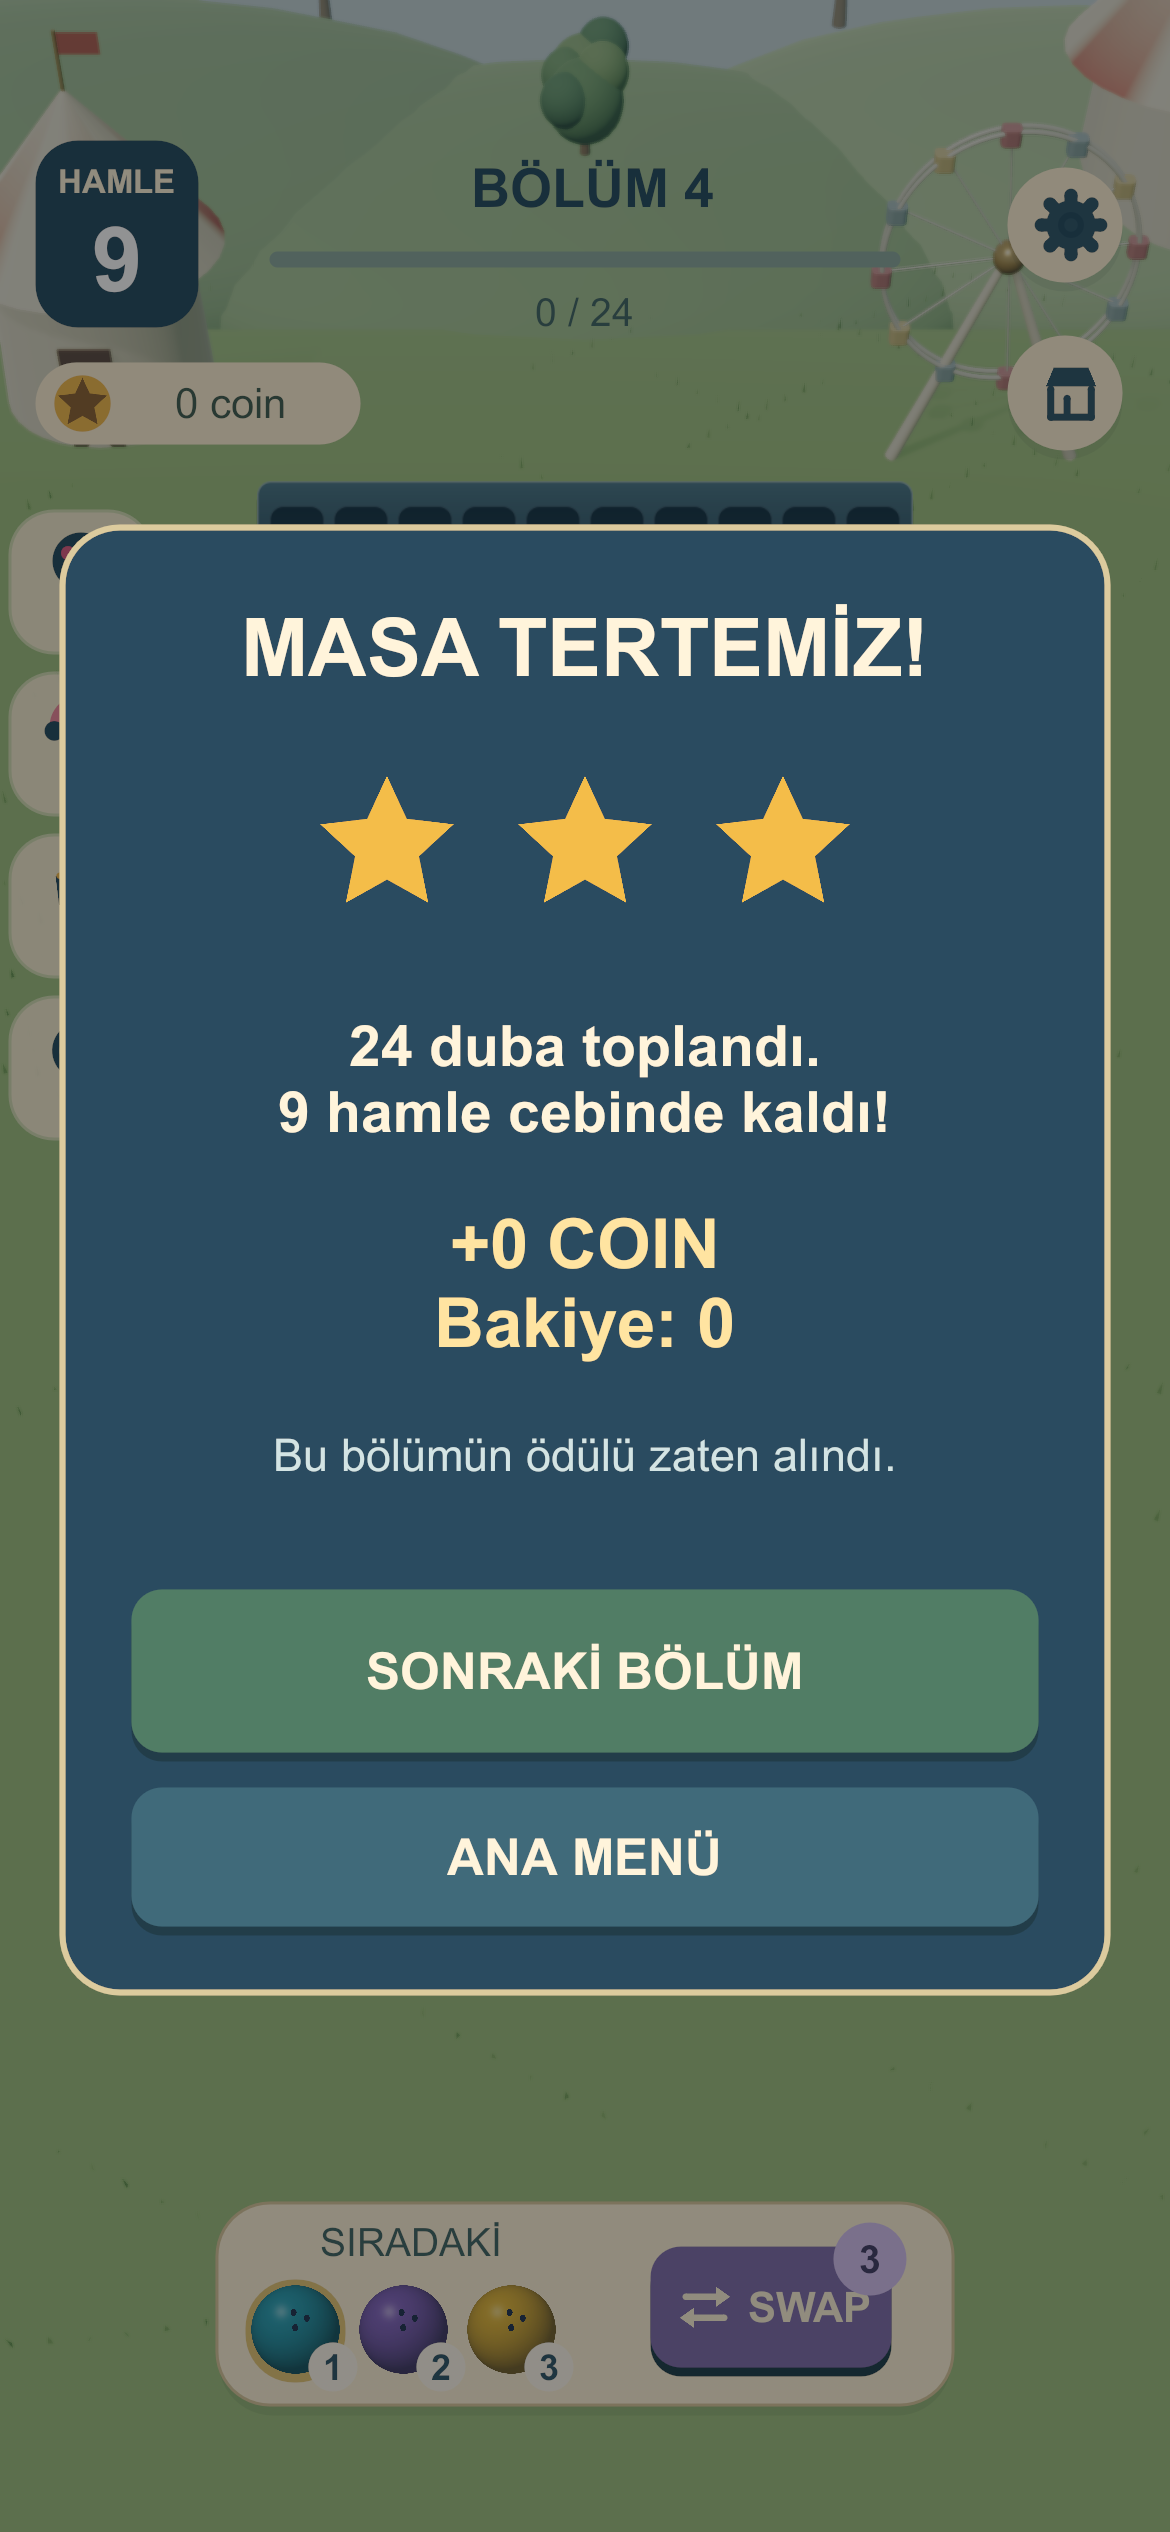 HAMLE
9
BÖLÜM 4
0 / 24
0 coin
MASA TERTEMİZ!
24 duba toplandı.
9 hamle cebinde kaldı!
+0 COIN
Bakiye: 0
Bu bölümün ödülü zaten alındı.
SONRAKİ BÖLÜM
ANA MENÜ
SIRADAKİ
1
2
3
SWAP
3